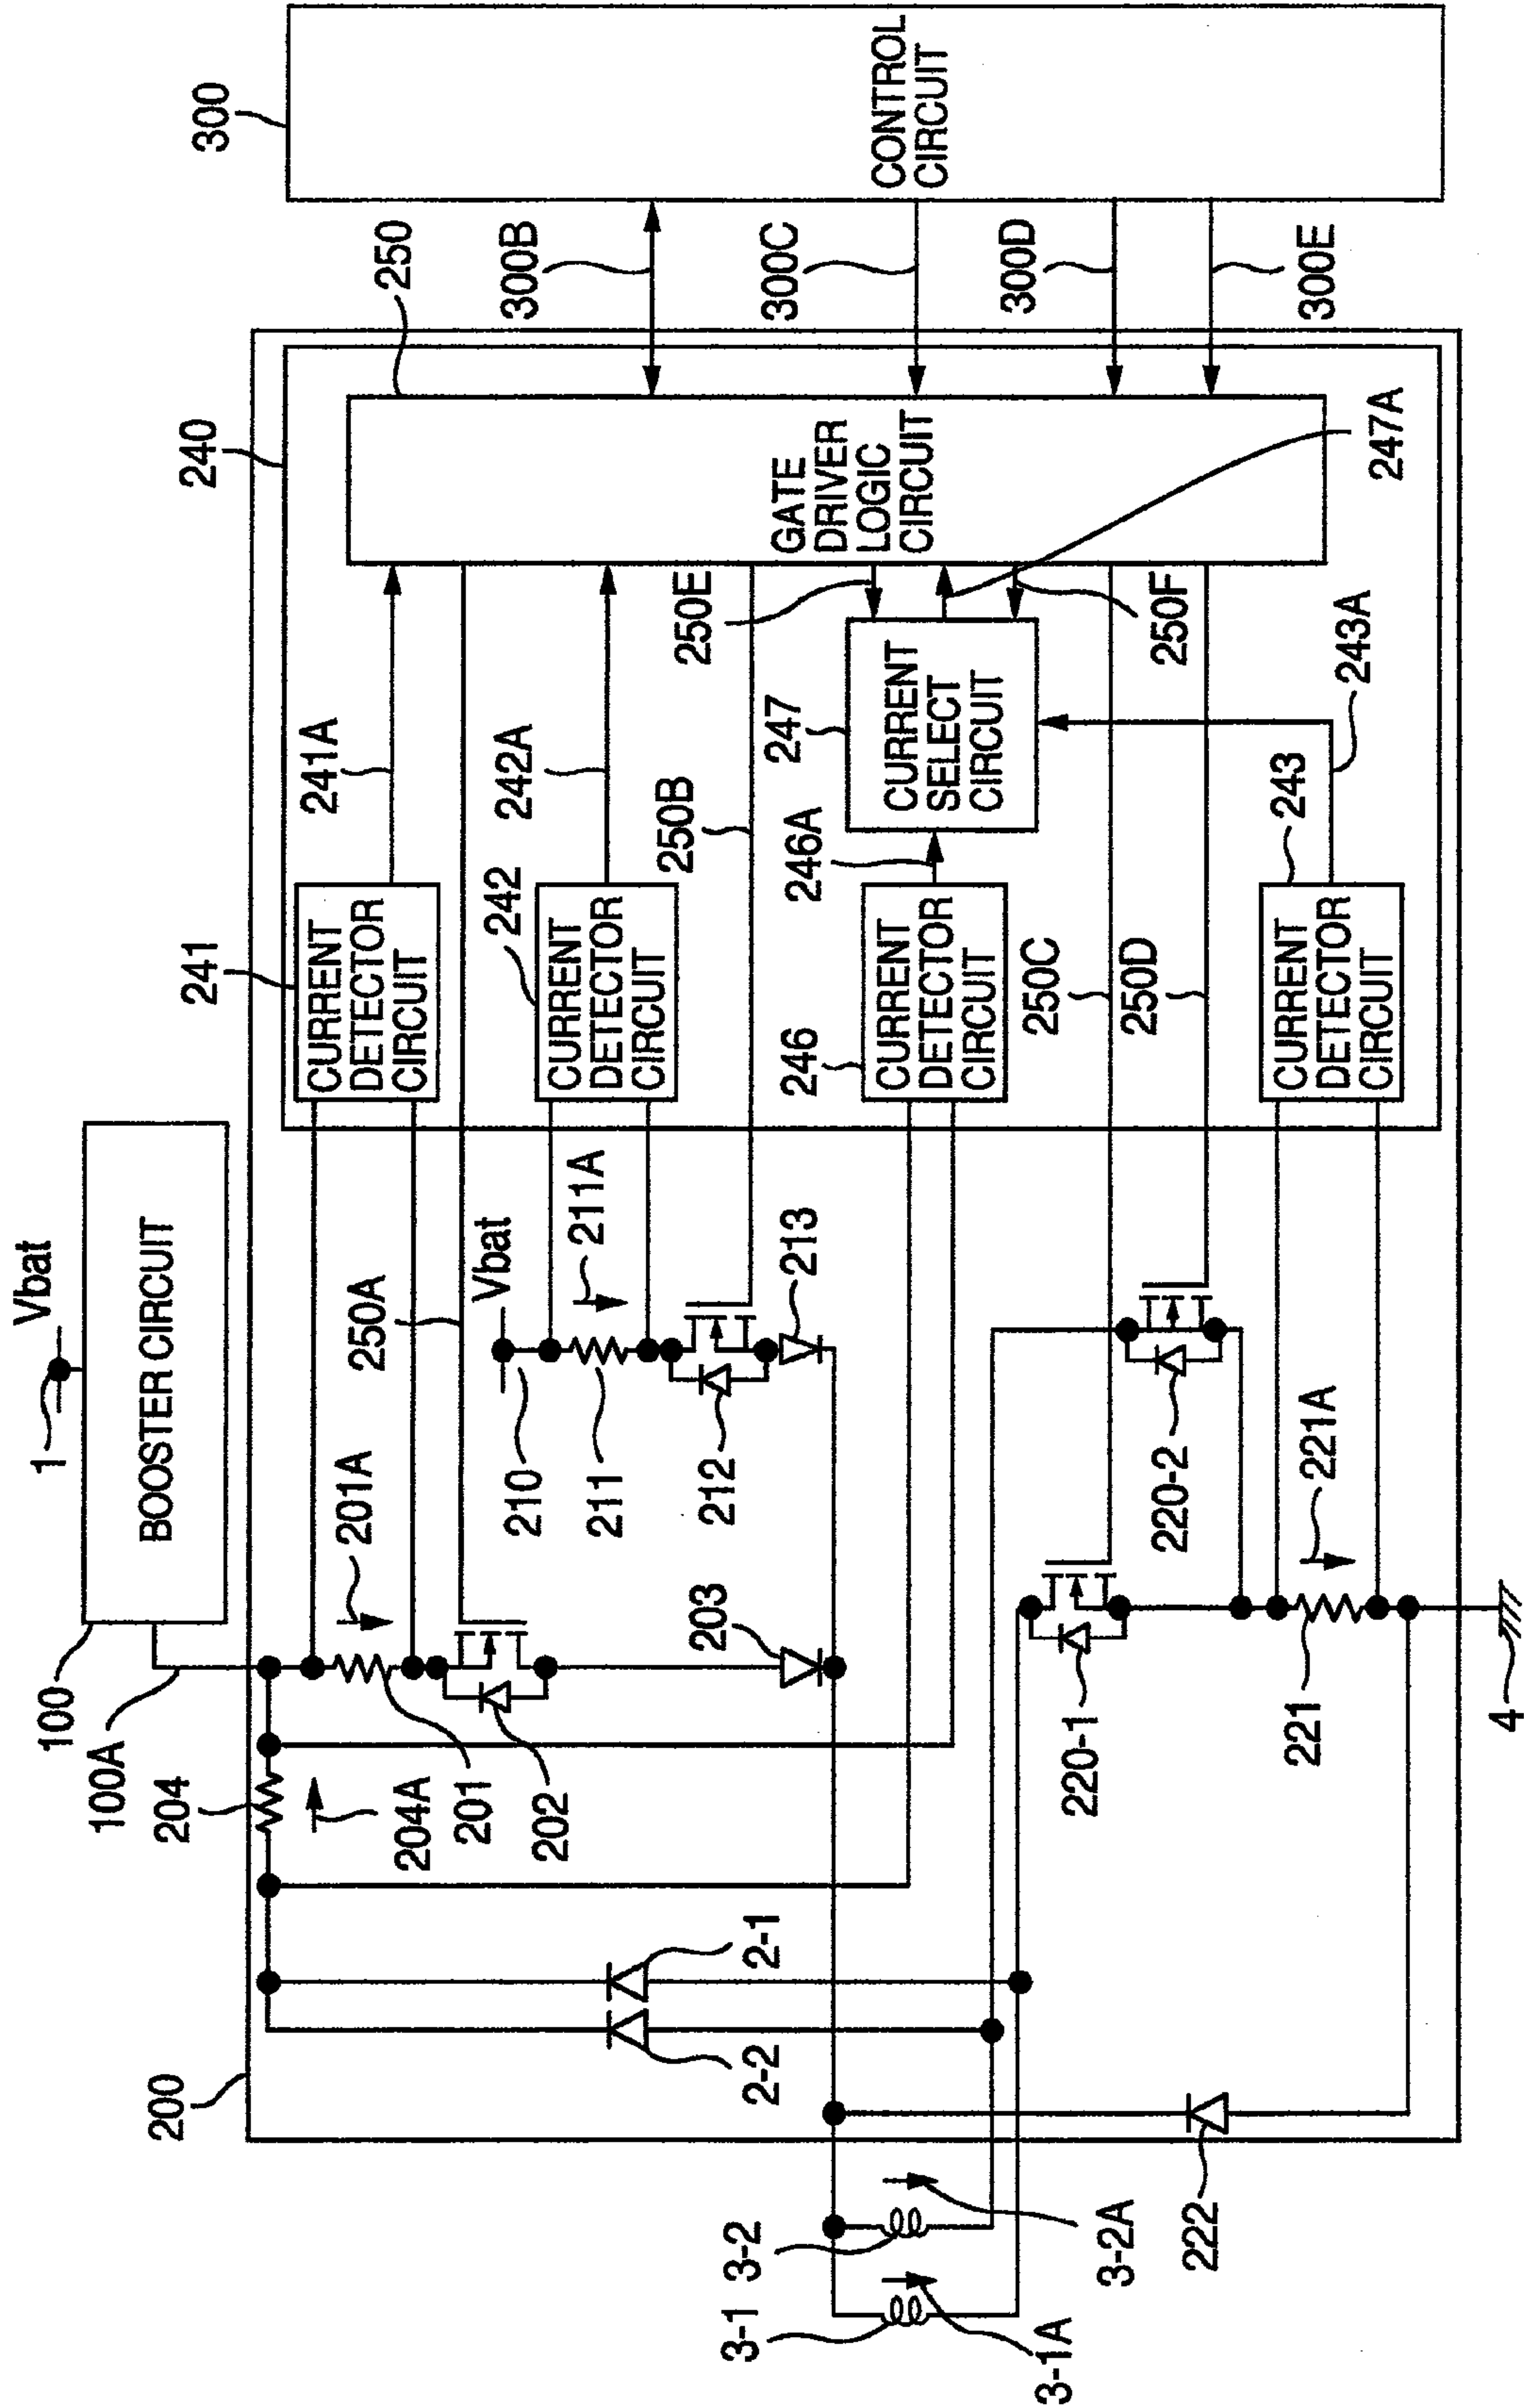 Vbat
1
BOOSTER CIRCUIT
100
100A
204
204A
201A
201
202
203
250A
Vbat
210
211
211A
212
213
200
2-1
2-2
3-1
3-2
3-1A
3-2A
222
220-1
220-2
221
221A
4
240
241
CURRENT
DETECTOR
CIRCUIT
241A
242
CURRENT
DETECTOR
CIRCUIT
242A
250B
246
CURRENT
DETECTOR
CIRCUIT
246A
247
CURRENT
SELECT
CIRCUIT
250E
247A
250F
250C
250D
243
CURRENT
DETECTOR
CIRCUIT
243A
250
GATE
DRIVER
LOGIC
CIRCUIT
300B
300C
300D
300E
300
CONTROL
CIRCUIT